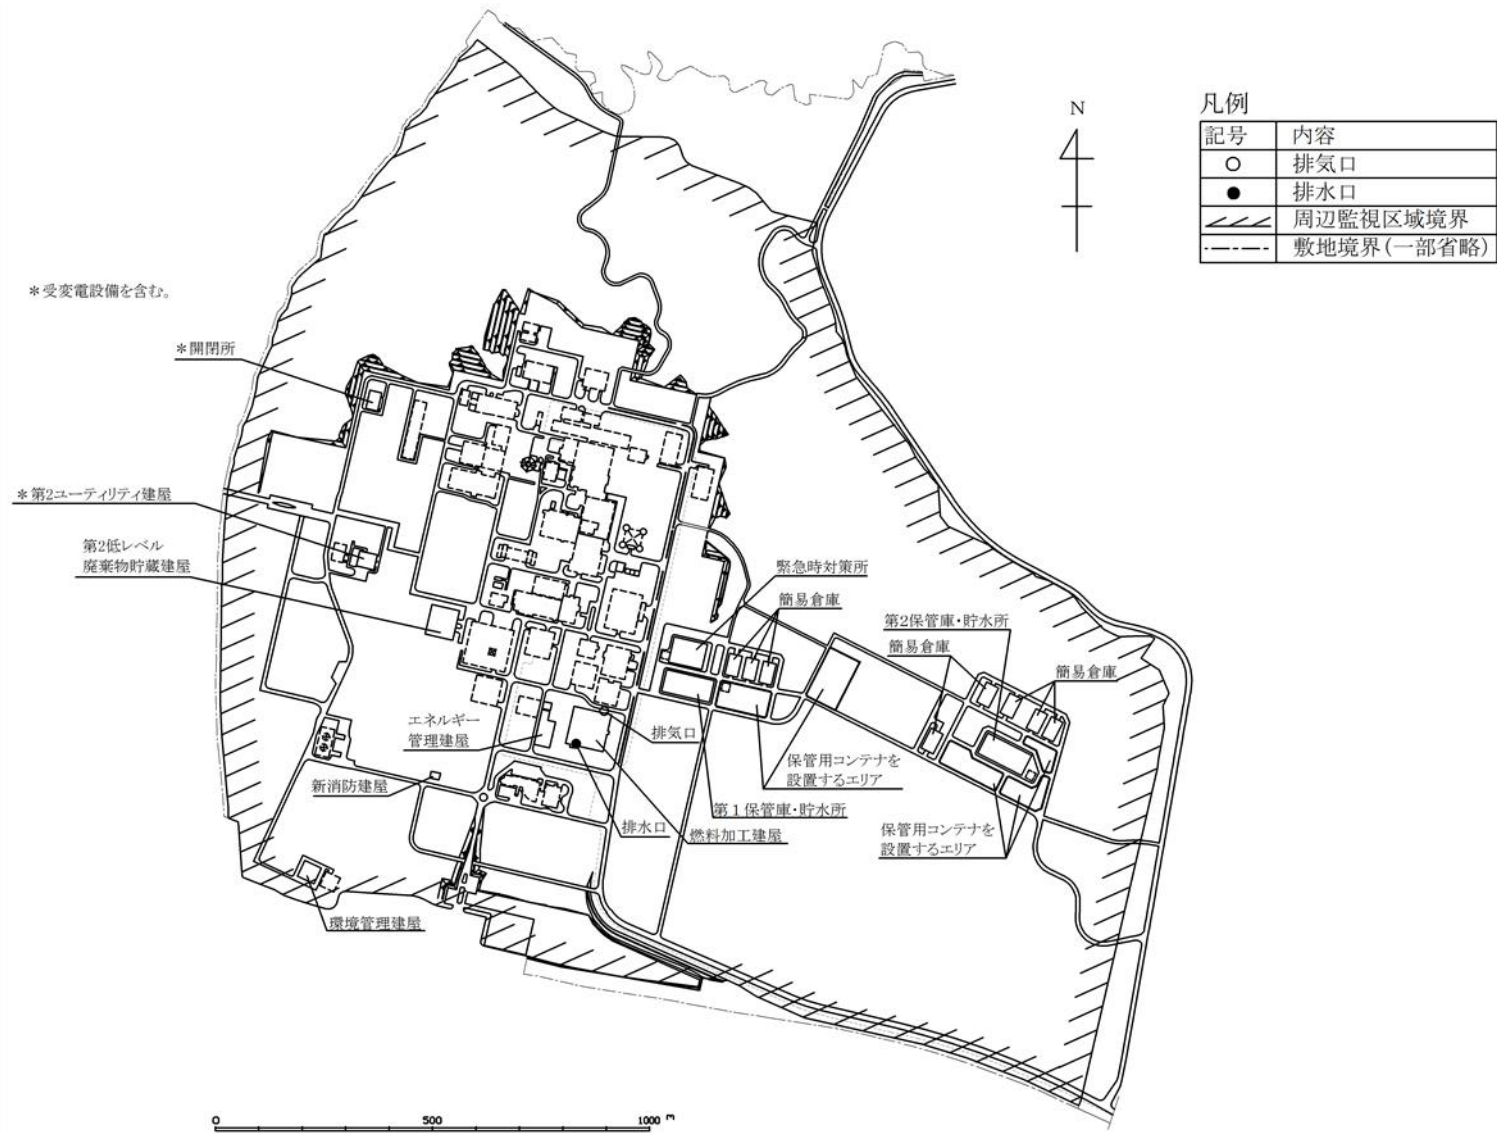 N
凡例
記号 内容
○ 排気口
● 排水口
周辺監視区域境界
敷地境界(一部省略)
*受変電設備を含む。
*開閉所
*第2ユーティリティ建屋
第2低レベル
廃棄物貯蔵建屋
緊急時対策所
簡易倉庫
第2保管庫・貯水所
簡易倉庫
簡易倉庫
エネルギー
管理建屋
排気口
保管用コンテナを
設置するエリア
新消防建屋
第1保管庫・貯水所
排水口
燃料加工建屋
保管用コンテナを
設置するエリア
環境管理建屋
0 500 1000 m